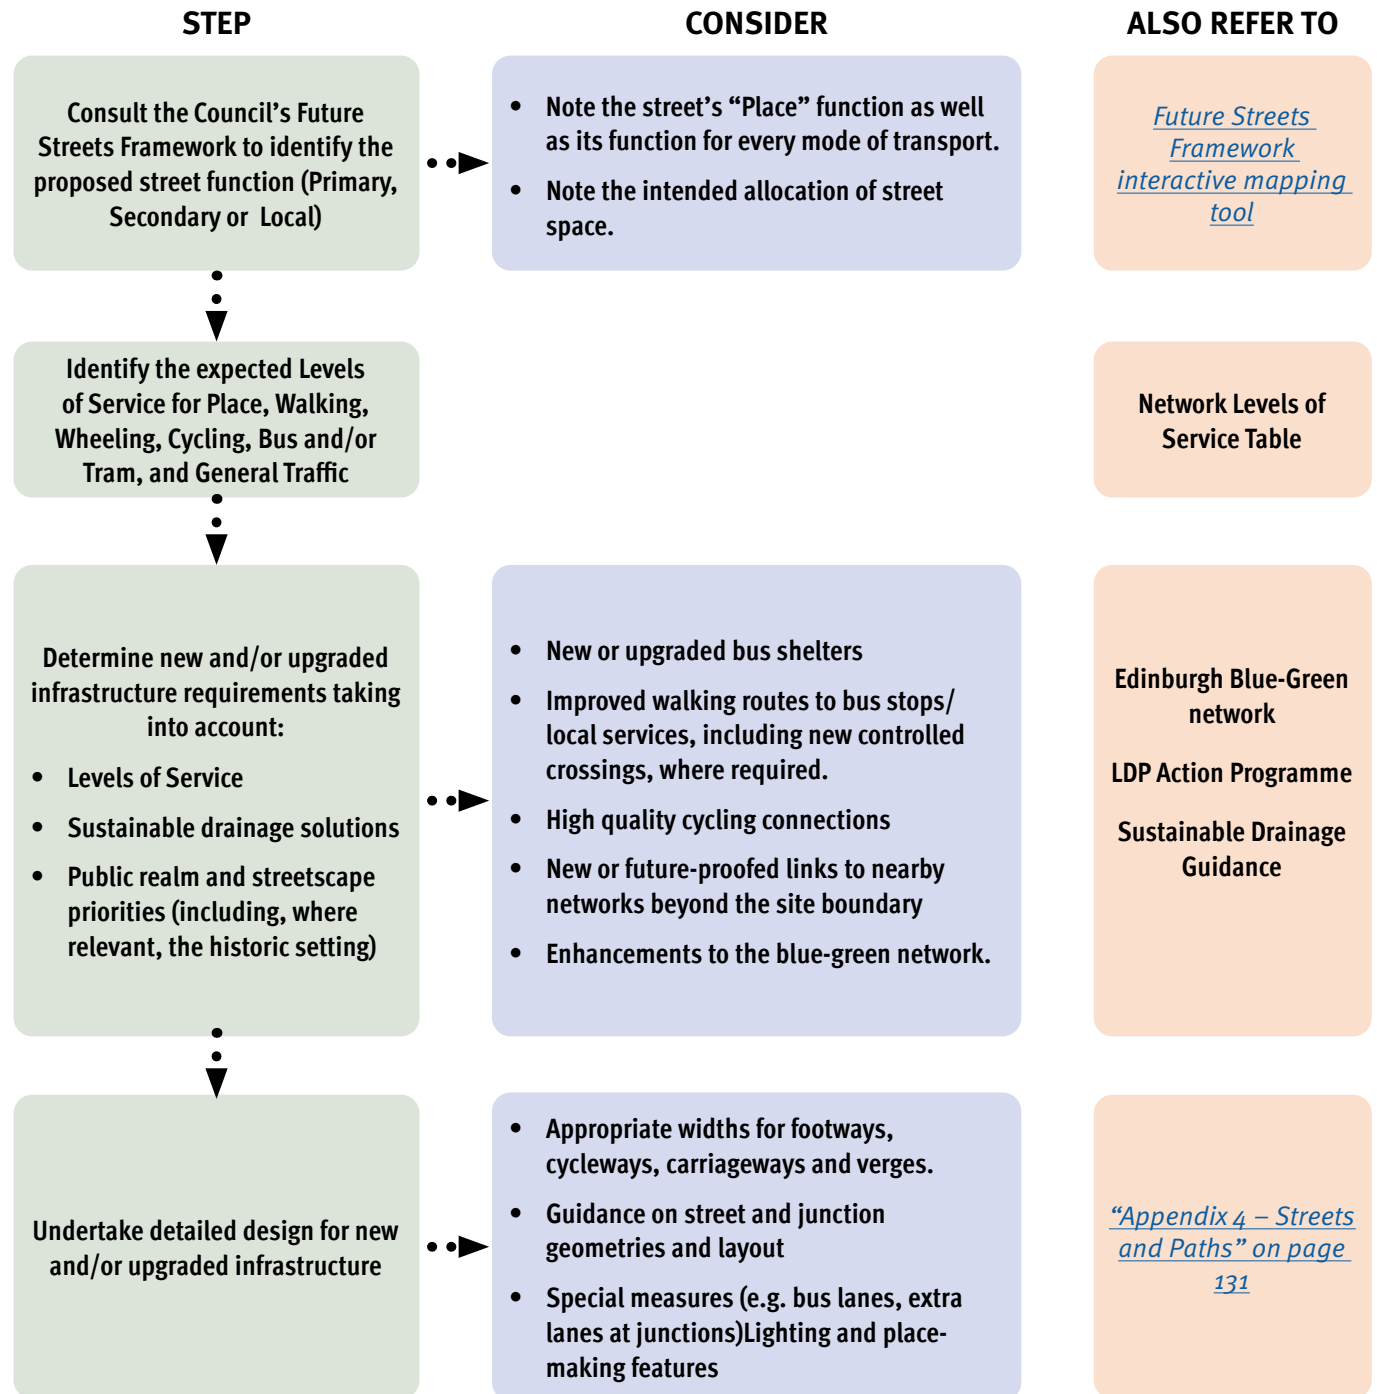 STEP
CONSIDER
ALSO REFER TO
Consult the Council's Future
Streets Framework to identify the
proposed street function (Primary,
Secondary or Local)
• Note the street's “Place” function as well
as its function for every mode of transport.
• Note the intended allocation of street
space.
Future Streets
Framework
interactive mapping
tool
Identify the expected Levels
of Service for Place, Walking,
Wheeling, Cycling, Bus and/or
Tram, and General Traffic
Network Levels of
Service Table
Determine new and/or upgraded
infrastructure requirements taking
into account:
• Levels of Service
• Sustainable drainage solutions
• Public realm and streetscape
priorities (including, where
relevant, the historic setting)
• New or upgraded bus shelters
• Improved walking routes to bus stops/
local services, including new controlled
crossings, where required.
• High quality cycling connections
• New or future-proofed links to nearby
networks beyond the site boundary
• Enhancements to the blue-green network.
Edinburgh Blue-Green
network
LDP Action Programme
Sustainable Drainage
Guidance
Undertake detailed design for new
and/or upgraded infrastructure
• Appropriate widths for footways,
cycleways, carriageways and verges.
• Guidance on street and junction
geometries and layout
• Special measures (e.g. bus lanes, extra
lanes at junctions)Lighting and place-
making features
“Appendix 4 – Streets
and Paths” on page
131